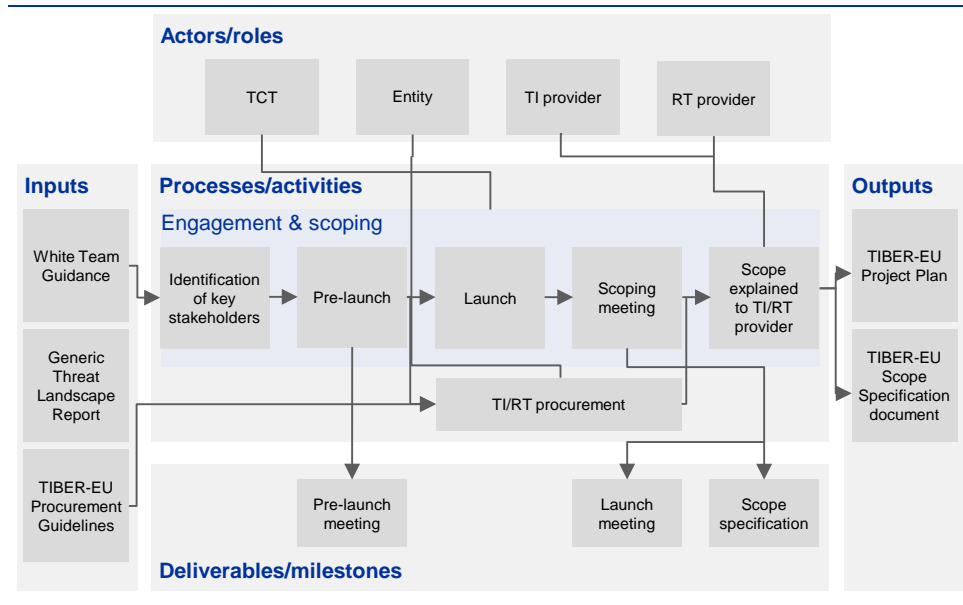 Actors/roles
TCT
Entity
TI provider
RT provider
Inputs
White Team
Guidance
Generic
Threat
Landscape
Report
TIBER-EU
Procurement
Guidelines
Processes/activities
Engagement & scoping
Identification
of key
stakeholders
Pre-launch
Launch
Scoping
meeting
Scope
explained
to TI/RT
provider
TI/RT procurement
Outputs
TIBER-EU
Project Plan
TIBER-EU
Scope
Specification
document
Pre-launch
meeting
Launch
meeting
Scope
specification
Deliverables/milestones